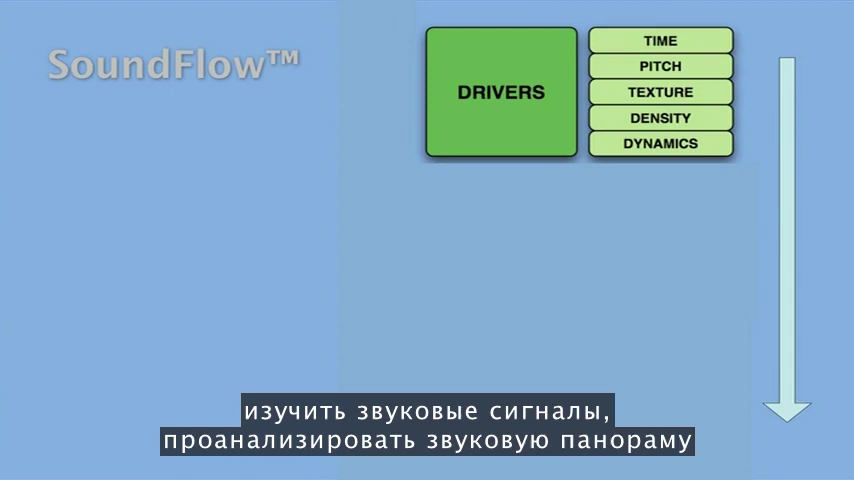 SoundFlow™
DRIVERS
TIME
PITCH
TEXTURE
DENSITY
DYNAMICS
изучить звуковые сигналы,
проанализировать звуковую панораму